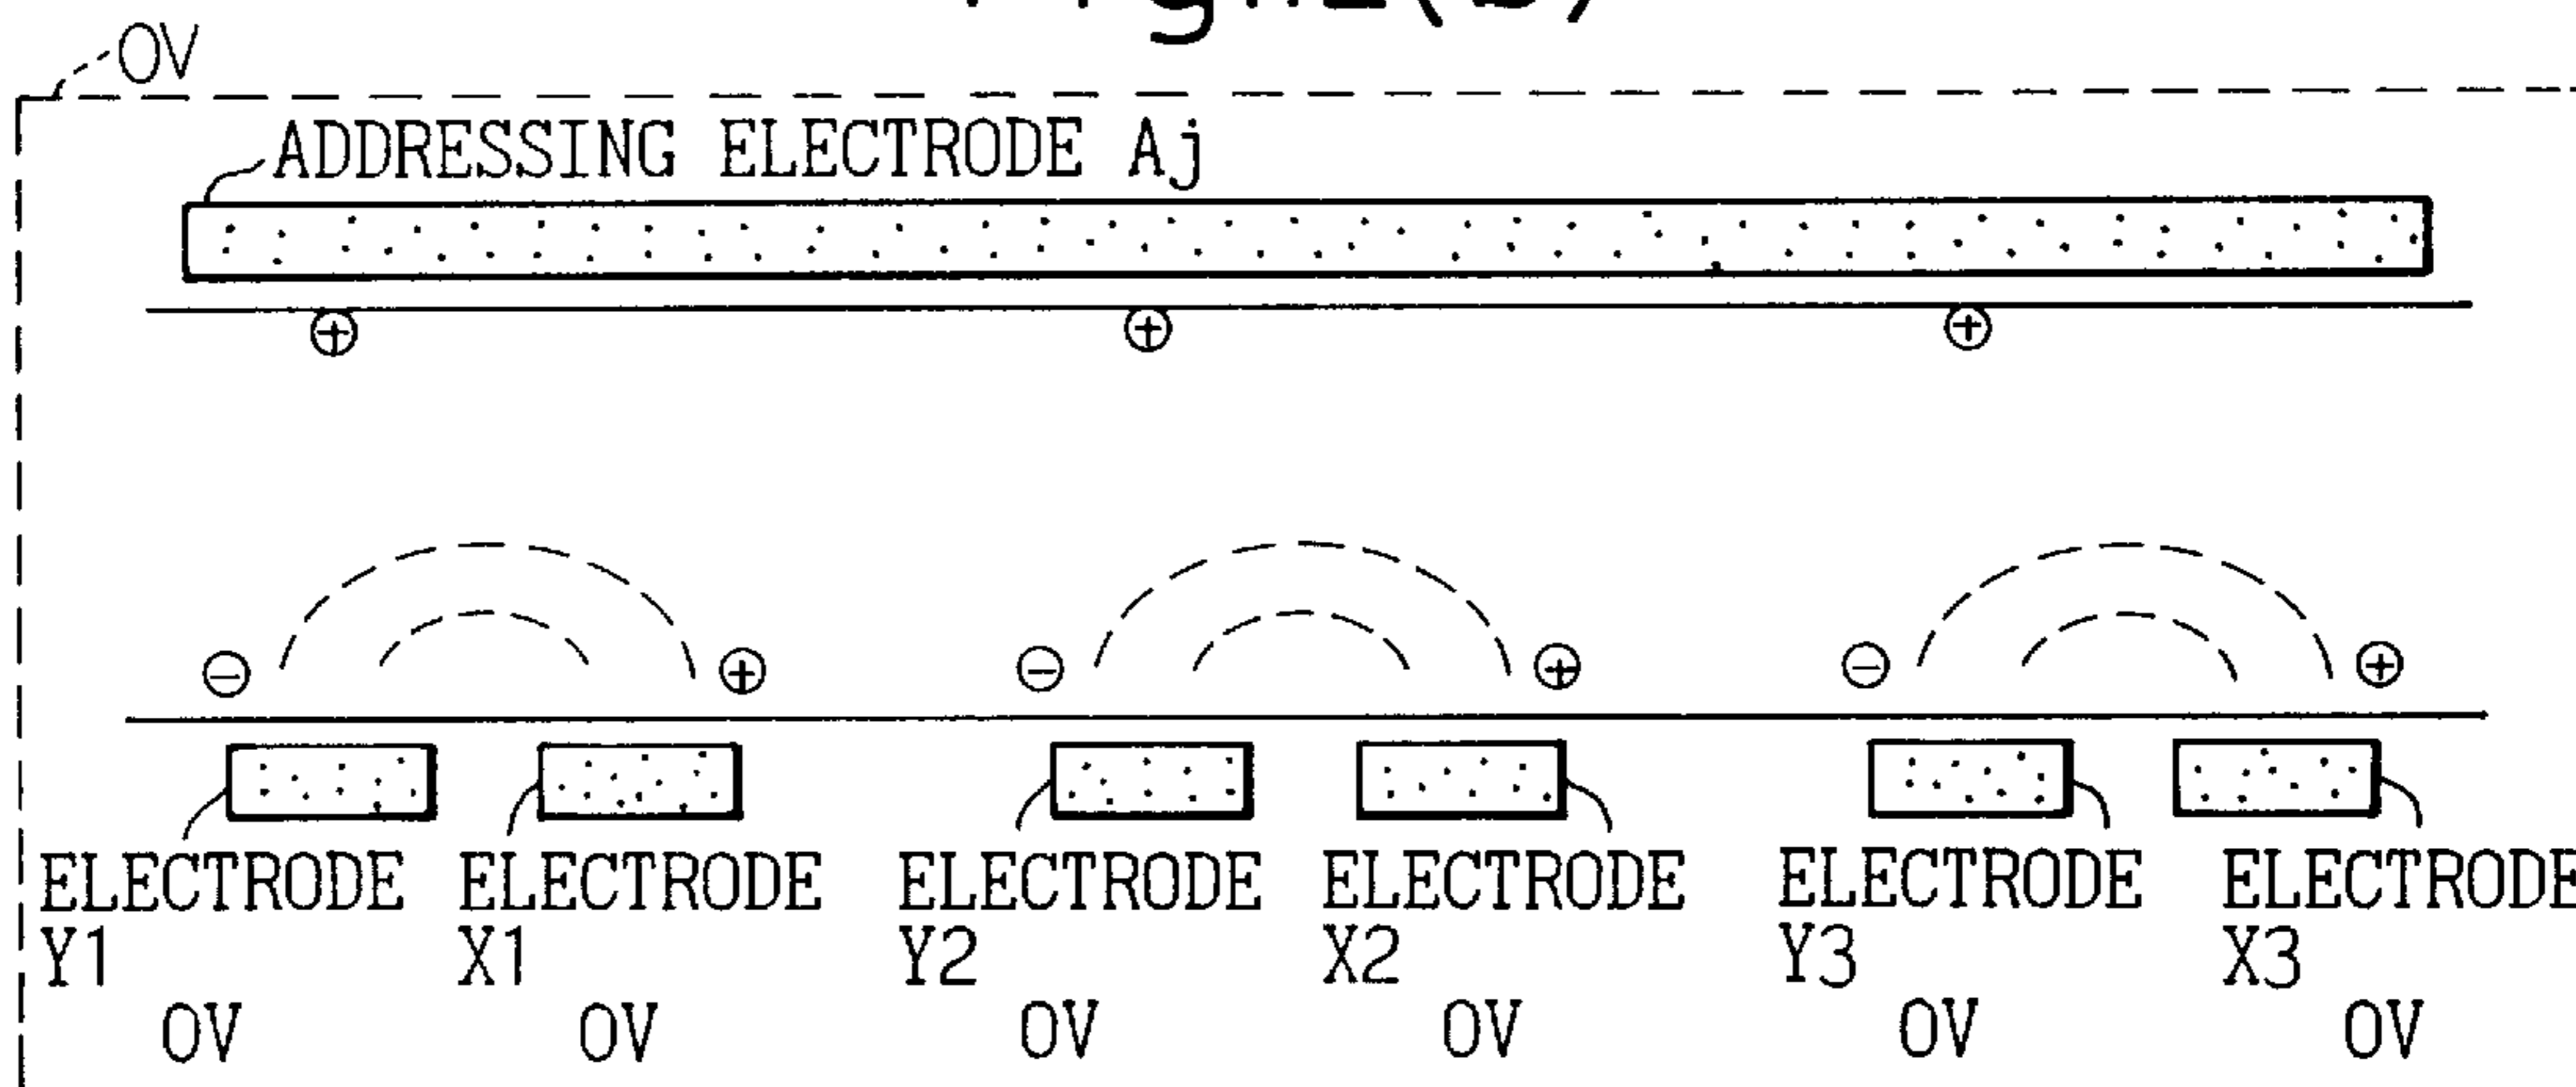 0V
ADDRESSING ELECTRODE Aj
⊕ ⊕ ⊕
⊖ ⊕ ⊖ ⊕ ⊖ ⊕
ELECTRODE ELECTRODE ELECTRODE ELECTRODE ELECTRODE ELECTRODE
Y1 X1 Y2 X2 Y3 X3
0V 0V 0V 0V 0V 0V